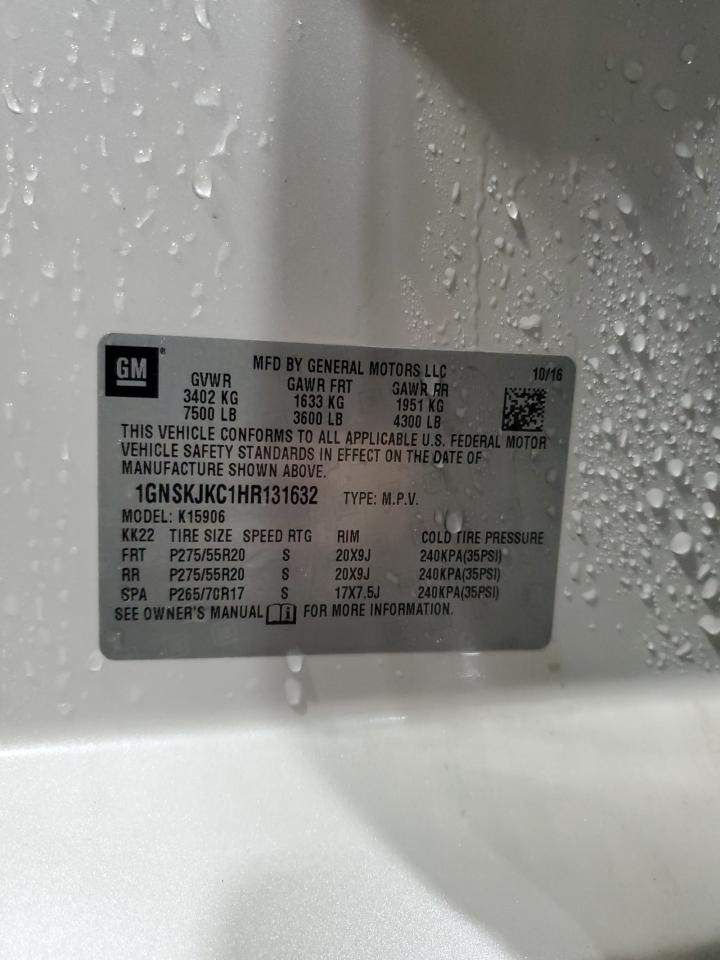 GM®
MFD BY GENERAL MOTORS LLC 10/16
GVWR GAWR FRT GAWR RR
3402 KG 1633 KG 1951 KG
7500 LB 3600 LB 4300 LB
THIS VEHICLE CONFORMS TO ALL APPLICABLE U.S. FEDERAL MOTOR
VEHICLE SAFETY STANDARDS IN EFFECT ON THE DATE OF
MANUFACTURE SHOWN ABOVE.
1GNSKJKC1HR131632 TYPE: M.P.V.
MODEL: K15906
KK22 TIRE SIZE SPEED RTG RIM COLD TIRE PRESSURE
FRT P275/55R20 S 20X9J 240KPA(35PSI)
RR P275/55R20 S 20X9J 240KPA(35PSI)
SPA P265/70R17 S 17X7.5J 240KPA(35PSI)
SEE OWNER'S MANUAL i FOR MORE INFORMATION.